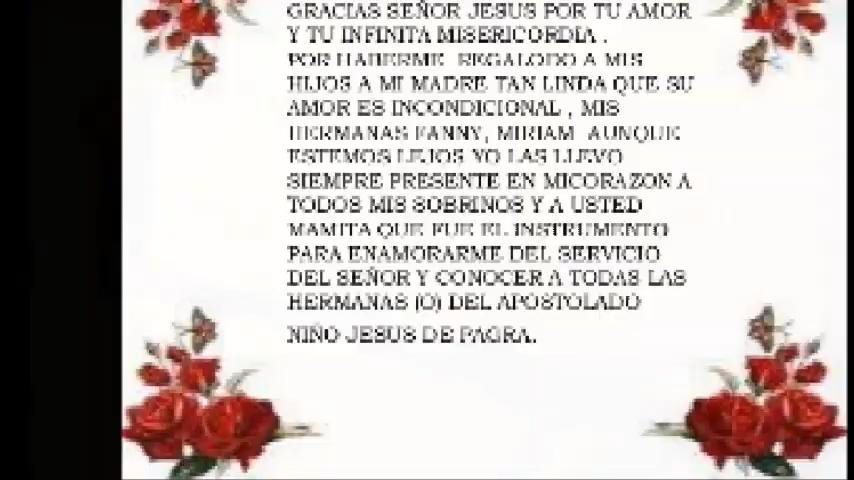 GRACIAS SEÑOR JESUS POR TU AMOR
Y TU INFINITA MISERICORDIA .
POR HABERME REGALODO A MIS
HIJOS A MI MADRE TAN LINDA QUE SU
AMOR ES INCONDICIONAL , MIS
HERMANAS FANNY, MIRIAM AUNQUE
ESTEMOS LEJOS YO LAS LLEVO
SIEMPRE PRESENTE EN MICORAZON A
TODOS MIS SOBRINOS Y A USTED
MAMITA QUE FUE EL INSTRUMENTO
PARA ENAMORARME DEL SERVICIO
DEL SEÑOR Y CONOCER A TODAS LAS
HERMANAS (O) DEL APOSTOLADO
NIÑO JESUS DE PAGRA.